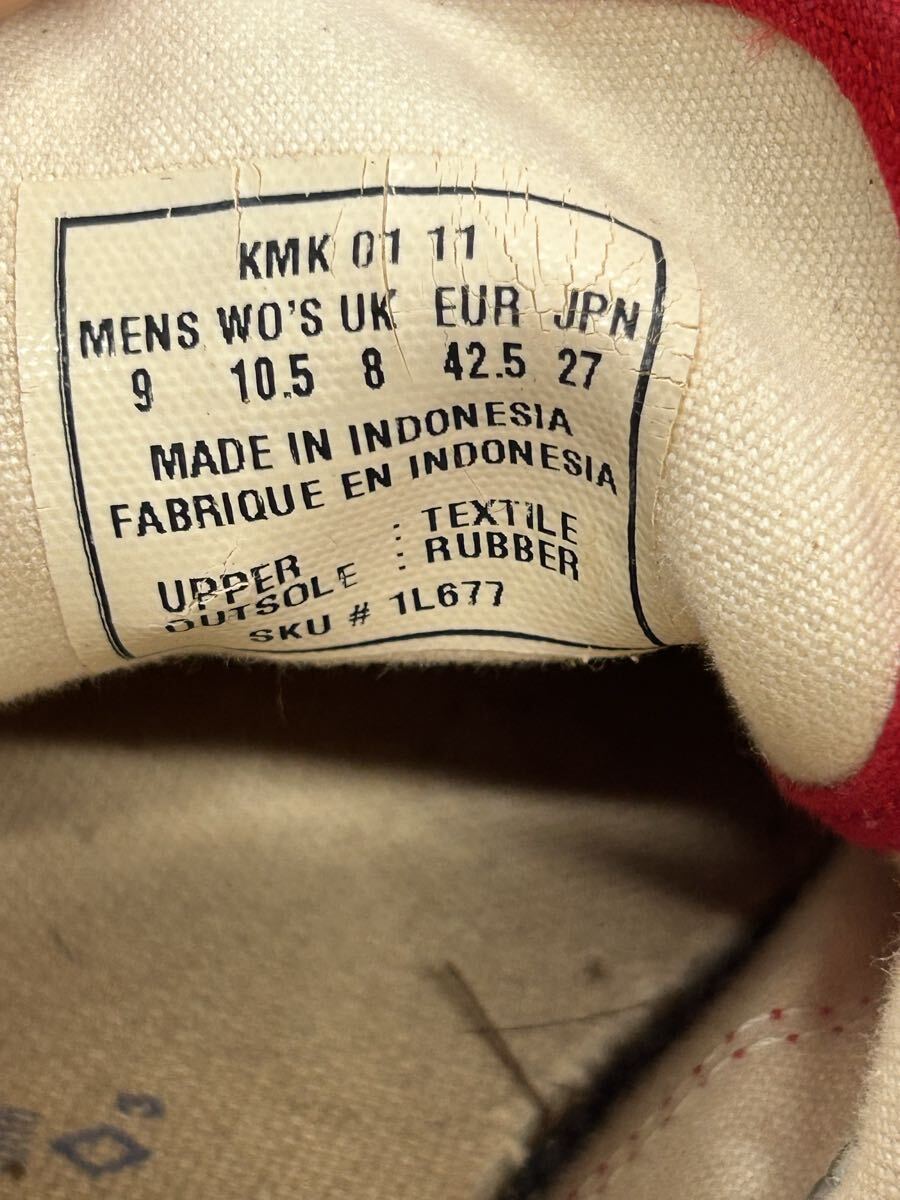 KMK 01 11
MENS WO'S UK EUR JPN
9 10.5 8 42.5 27
MADE IN INDONESIA
FABRIQUE EN INDONESIA
UPPER : TEXTILE
OUTSOLE : RUBBER
SKU # 1L677
3